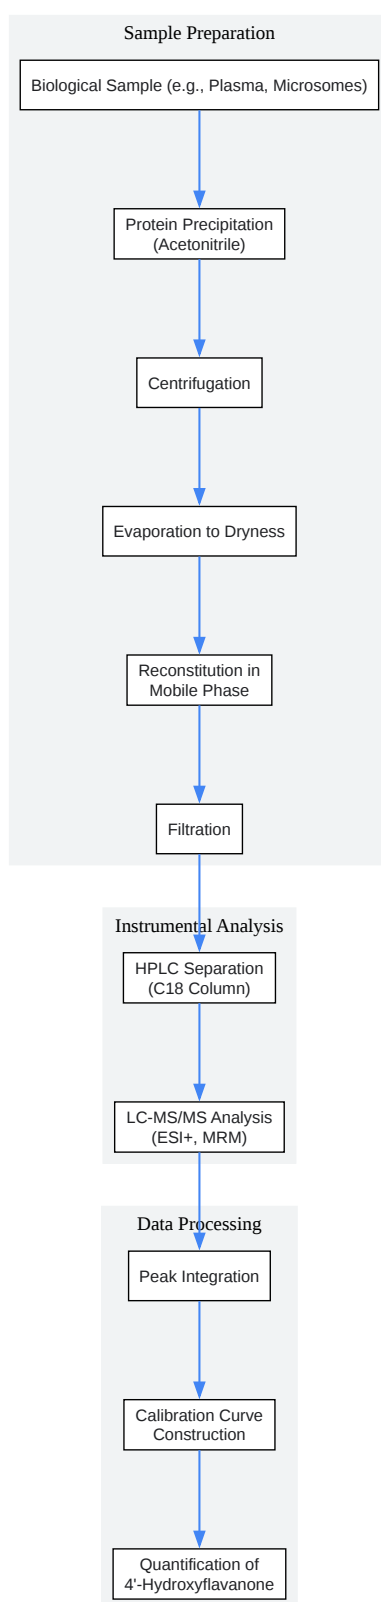 Sample Preparation
Biological Sample (e.g., Plasma, Microsomes)
Protein Precipitation
(Acetonitrile)
Centrifugation
Evaporation to Dryness
Reconstitution in
Mobile Phase
Filtration
Instrumental Analysis
HPLC Separation
(C18 Column)
LC-MS/MS Analysis
(ESI+, MRM)
Data Processing
Peak Integration
Calibration Curve
Construction
Quantification of
4'-Hydroxyflavanone